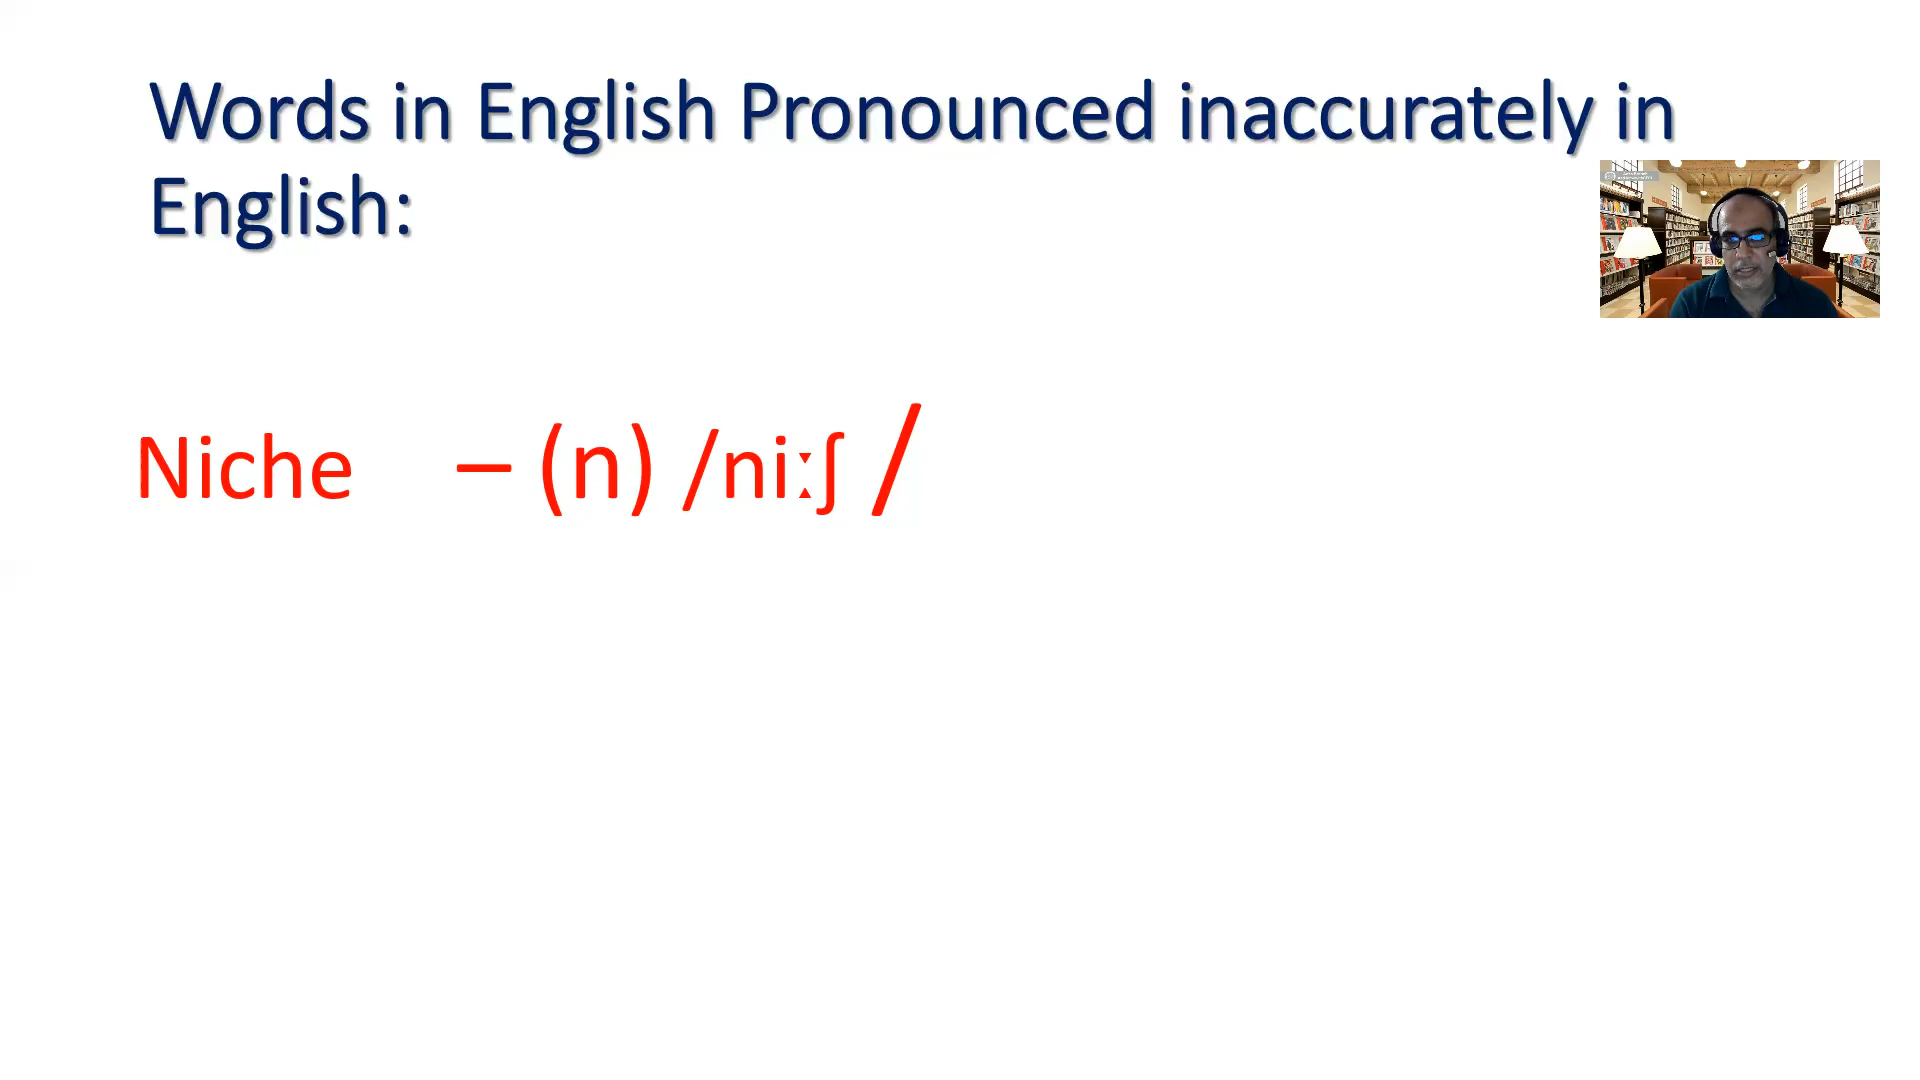 Words in English Pronounced inaccurately in
English:
Niche – (n) /niːʃ /